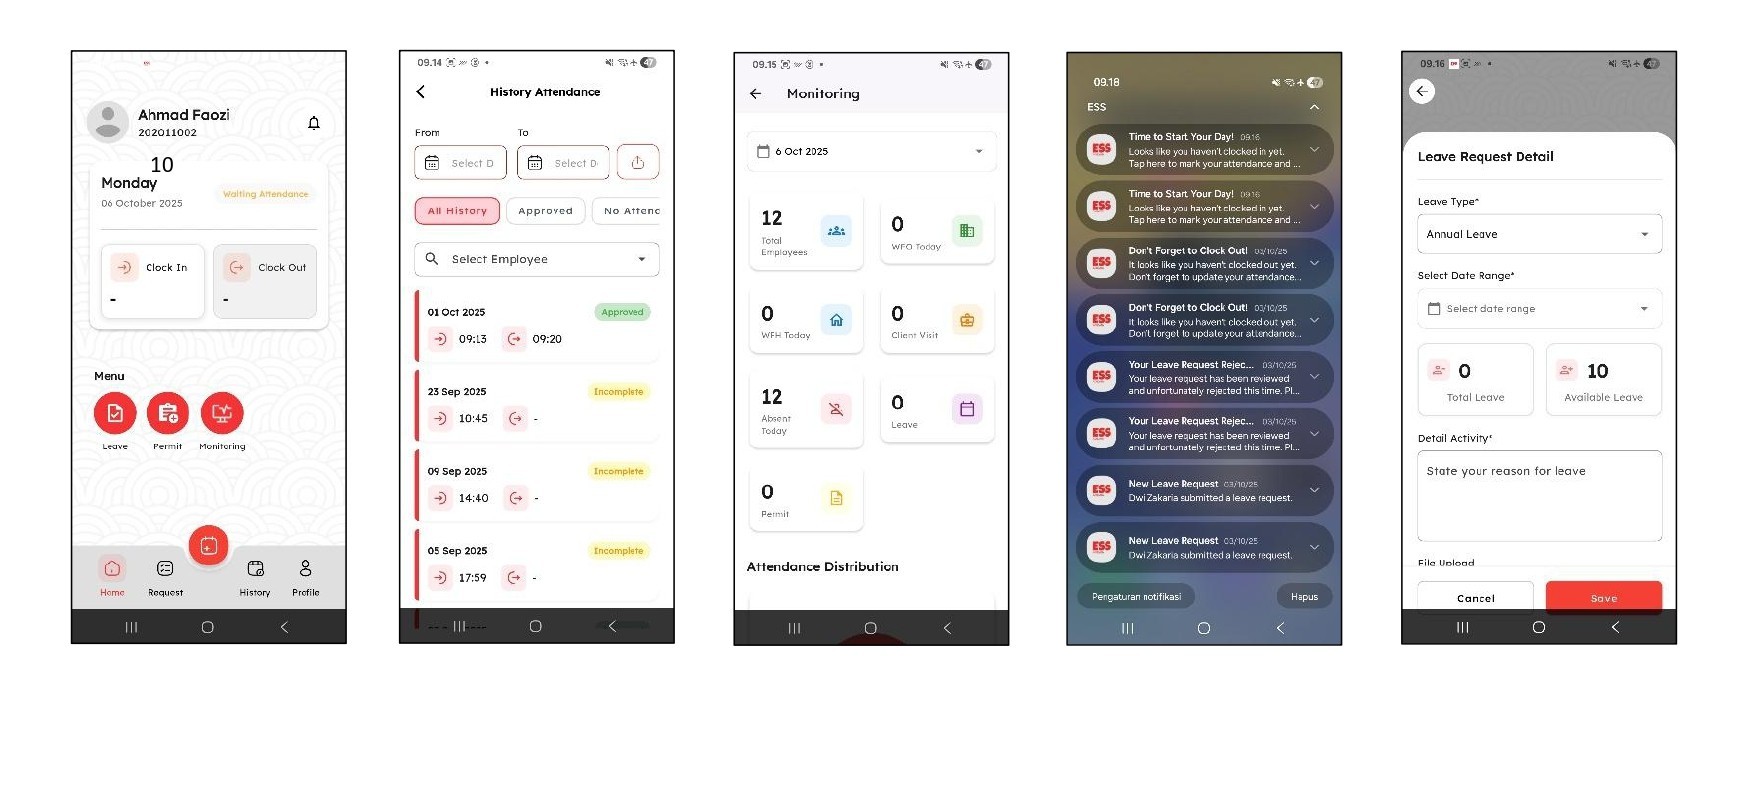 Ahmad Faozi
202011002
10
Monday
06 October 2025
Waiting Attendance
Clock In
-
Clock Out
-
Menu
Leave
Permit
Monitoring
Home
Request
History
Profile
09.14
47
History Attendance
From
To
Select D
Select D
All History
Approved
No Attend
Select Employee
01 Oct 2025
Approved
09:13
09:20
23 Sep 2025
Incomplete
10:45
-
09 Sep 2025
Incomplete
14:40
-
05 Sep 2025
Incomplete
17:59
-
09.15
47
Monitoring
6 Oct 2025
12
Total
Employees
0
WFO Today
0
WFH Today
0
Client Visit
12
Absent
Today
0
Leave
0
Permit
Attendance Distribution
09.18
47
ESS
ESS
Time to Start Your Day! 09.16
Looks like you haven't clocked in yet.
Tap here to mark your attendance and ...
ESS
Time to Start Your Day! 09.16
Looks like you haven't clocked in yet.
Tap here to mark your attendance and ...
ESS
Don't Forget to Clock Out! 03/10/25
It looks like you haven't clocked out yet.
Don't forget to update your attendance...
ESS
Don't Forget to Clock Out! 03/10/25
It looks like you haven't clocked out yet.
Don't forget to update your attendance...
ESS
Your Leave Request Rejec... 03/10/25
Your leave request has been reviewed
and unfortunately rejected this time. Pl...
ESS
Your Leave Request Rejec... 03/10/25
Your leave request has been reviewed
and unfortunately rejected this time. Pl...
ESS
New Leave Request 03/10/25
Dwi Zakaria submitted a leave request.
ESS
New Leave Request 03/10/25
Dwi Zakaria submitted a leave request.
Pengaturan notifikasi
Hapus
09.16
47
Leave Request Detail
Leave Type*
Annual Leave
Select Date Range*
Select date range
0
Total Leave
10
Available Leave
Detail Activity*
State your reason for leave
File Upload
Cancel
Save